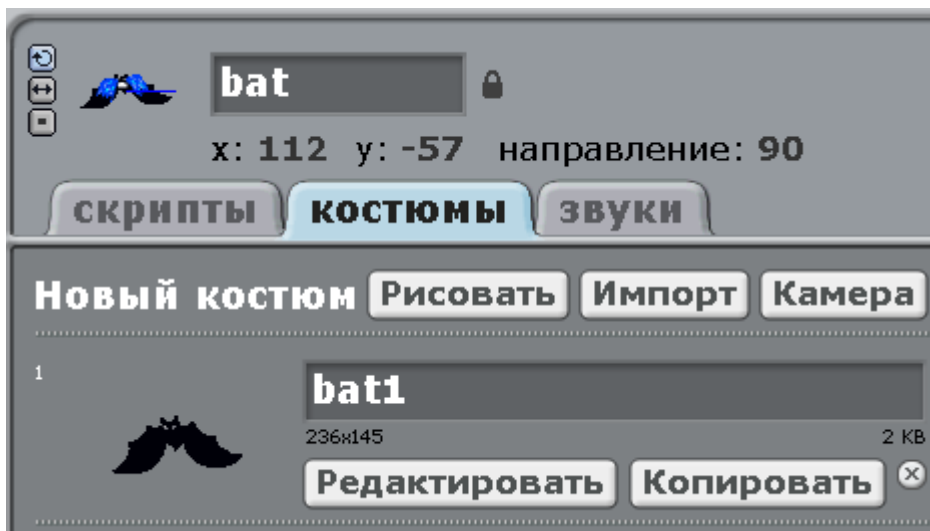 bat
x: 112 y: -57 направление: 90
скрипты костюмы звуки
Новый костюм Рисовать Импорт Камера
1
bat1
236x145 2 KB
Редактировать Копировать